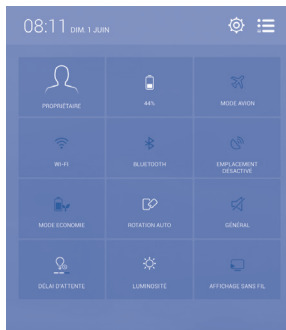 08:11 DIM. 1 JUIN
PROPRIÉTAIRE
44%
MODE AVION
WI-FI
BLUETOOTH
EMPLACEMENT
DÉSACTIVÉ
MODE ECONOMIE
ROTATION AUTO
GÉNÉRAL
DÉLAI D'ATTENTE
LUMINOSITÉ
AFFICHAGE SANS FIL